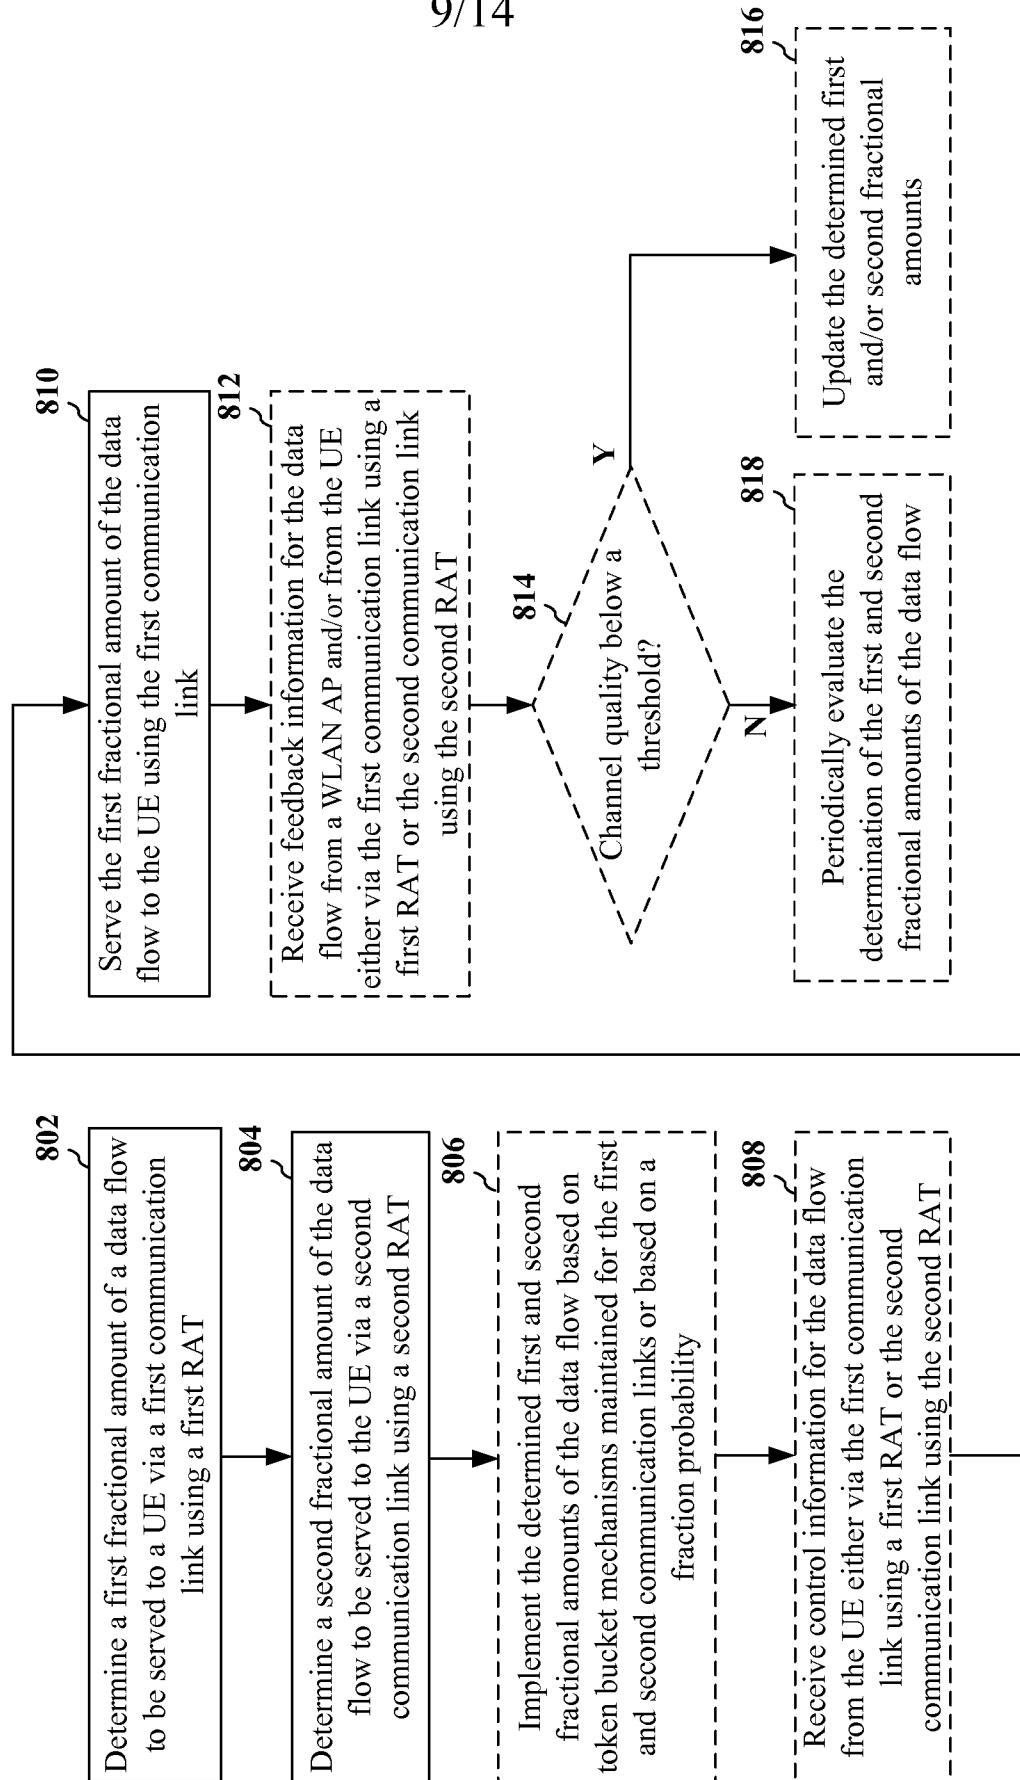 9/14
802
Determine a first fractional amount of a data flow
to be served to a UE via a first communication
link using a first RAT
804
Determine a second fractional amount of the data
flow to be served to the UE via a second
communication link using a second RAT
806
Implement the determined first and second
fractional amounts of the data flow based on
token bucket mechanisms maintained for the first
and second communication links or based on a
fraction probability
808
Receive control information for the data flow
from the UE either via the first communication
link using a first RAT or the second
communication link using the second RAT
810
Serve the first fractional amount of the data
flow to the UE using the first communication
link
812
Receive feedback information for the data
flow from a WLAN AP and/or from the UE
either via the first communication link using a
first RAT or the second communication link
using the second RAT
814
Channel quality below a
threshold?
Y
N
816
Update the determined first
and/or second fractional
amounts
818
Periodically evaluate the
determination of the first and second
fractional amounts of the data flow